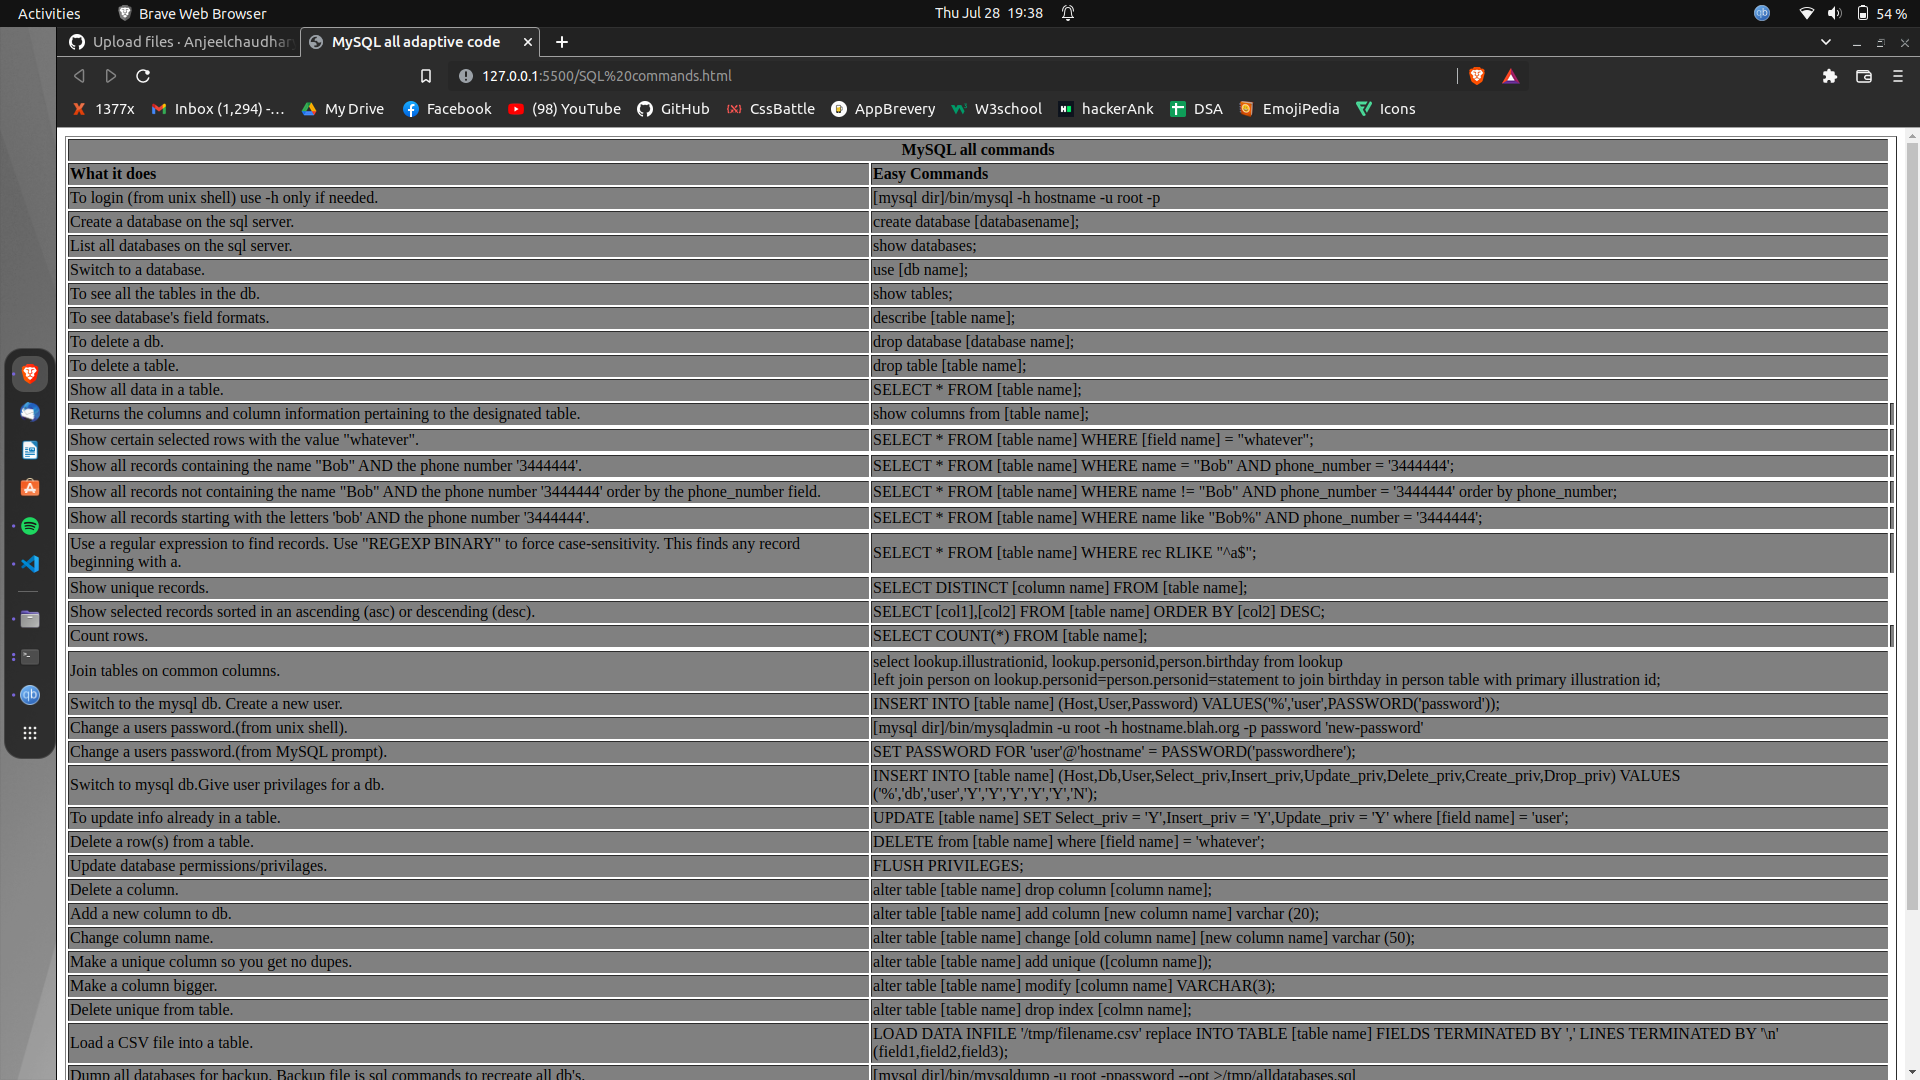 Activities
Brave Web Browser
Thu Jul 28 19:38
54 %
Upload files · Anjeelchaudhar
MySQL all adaptive code
127.0.0.1:5500/SQL%20commands.html
1377x
Inbox (1,294) -...
My Drive
Facebook
(98) YouTube
GitHub
CssBattle
AppBrevery
W3school
hackerAnk
DSA
EmojiPedia
Icons
MySQL all commands
What it does
Easy Commands
To login (from unix shell) use -h only if needed.
[mysql dir]/bin/mysql -h hostname -u root -p
Create a database on the sql server.
create database [databasename];
List all databases on the sql server.
show databases;
Switch to a database.
use [db name];
To see all the tables in the db.
show tables;
To see database's field formats.
describe [table name];
To delete a db.
drop database [database name];
To delete a table.
drop table [table name];
Show all data in a table.
SELECT * FROM [table name];
Returns the columns and column information pertaining to the designated table.
show columns from [table name];
Show certain selected rows with the value "whatever".
SELECT * FROM [table name] WHERE [field name] = "whatever";
Show all records containing the name "Bob" AND the phone number '3444444'.
SELECT * FROM [table name] WHERE name = "Bob" AND phone_number = '3444444';
Show all records not containing the name "Bob" AND the phone number '3444444' order by the phone_number field.
SELECT * FROM [table name] WHERE name != "Bob" AND phone_number = '3444444' order by phone_number;
Show all records starting with the letters 'bob' AND the phone number '3444444'.
SELECT * FROM [table name] WHERE name like "Bob%" AND phone_number = '3444444';
Use a regular expression to find records. Use "REGEXP BINARY" to force case-sensitivity. This finds any record
beginning with a.
SELECT * FROM [table name] WHERE rec RLIKE "^a$";
Show unique records.
SELECT DISTINCT [column name] FROM [table name];
Show selected records sorted in an ascending (asc) or descending (desc).
SELECT [col1],[col2] FROM [table name] ORDER BY [col2] DESC;
Count rows.
SELECT COUNT(*) FROM [table name];
Join tables on common columns.
select lookup.illustrationid, lookup.personid,person.birthday from lookup
left join person on lookup.personid=person.personid=statement to join birthday in person table with primary illustration id;
Switch to the mysql db. Create a new user.
INSERT INTO [table name] (Host,User,Password) VALUES('%','user',PASSWORD('password'));
Change a users password.(from unix shell).
[mysql dir]/bin/mysqladmin -u root -h hostname.blah.org -p password 'new-password'
Change a users password.(from MySQL prompt).
SET PASSWORD FOR 'user'@'hostname' = PASSWORD('passwordhere');
Switch to mysql db.Give user privilages for a db.
INSERT INTO [table name] (Host,Db,User,Select_priv,Insert_priv,Update_priv,Delete_priv,Create_priv,Drop_priv) VALUES
('%','db','user','Y','Y','Y','Y','Y','N');
To update info already in a table.
UPDATE [table name] SET Select_priv = 'Y',Insert_priv = 'Y',Update_priv = 'Y' where [field name] = 'user';
Delete a row(s) from a table.
DELETE from [table name] where [field name] = 'whatever';
Update database permissions/privilages.
FLUSH PRIVILEGES;
Delete a column.
alter table [table name] drop column [column name];
Add a new column to db.
alter table [table name] add column [new column name] varchar (20);
Change column name.
alter table [table name] change [old column name] [new column name] varchar (50);
Make a unique column so you get no dupes.
alter table [table name] add unique ([column name]);
Make a column bigger.
alter table [table name] modify [column name] VARCHAR(3);
Delete unique from table.
alter table [table name] drop index [colmn name];
Load a CSV file into a table.
LOAD DATA INFILE '/tmp/filename.csv' replace INTO TABLE [table name] FIELDS TERMINATED BY ',' LINES TERMINATED BY '\n'
(field1,field2,field3);
Dump all databases for backup. Backup file is sql commands to recreate all db's.
[mysql dir]/bin/mysqldump -u root -ppassword --opt >/tmp/alldatabases.sql